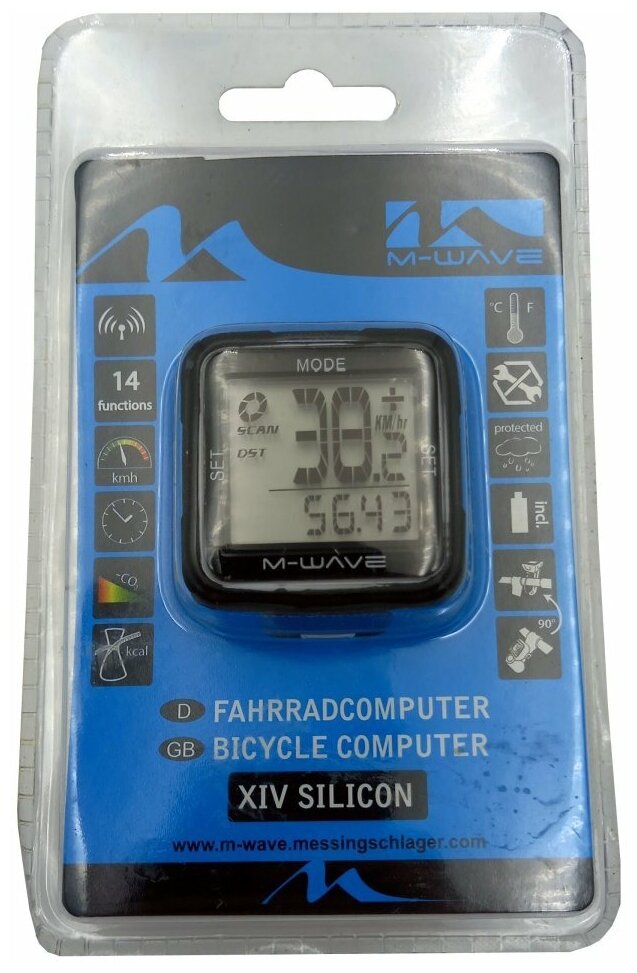 M-WAVE
14
functions
kmh
CO₂
kcal
°C F
protected
incl.
90°
MODE
SCAN
DST
SET
38.2
KM/hr
SET
56.43
M-WAVE
D FAHRRADCOMPUTER
GB BICYCLE COMPUTER
XIV SILICON
www.m-wave.messingschlager.com